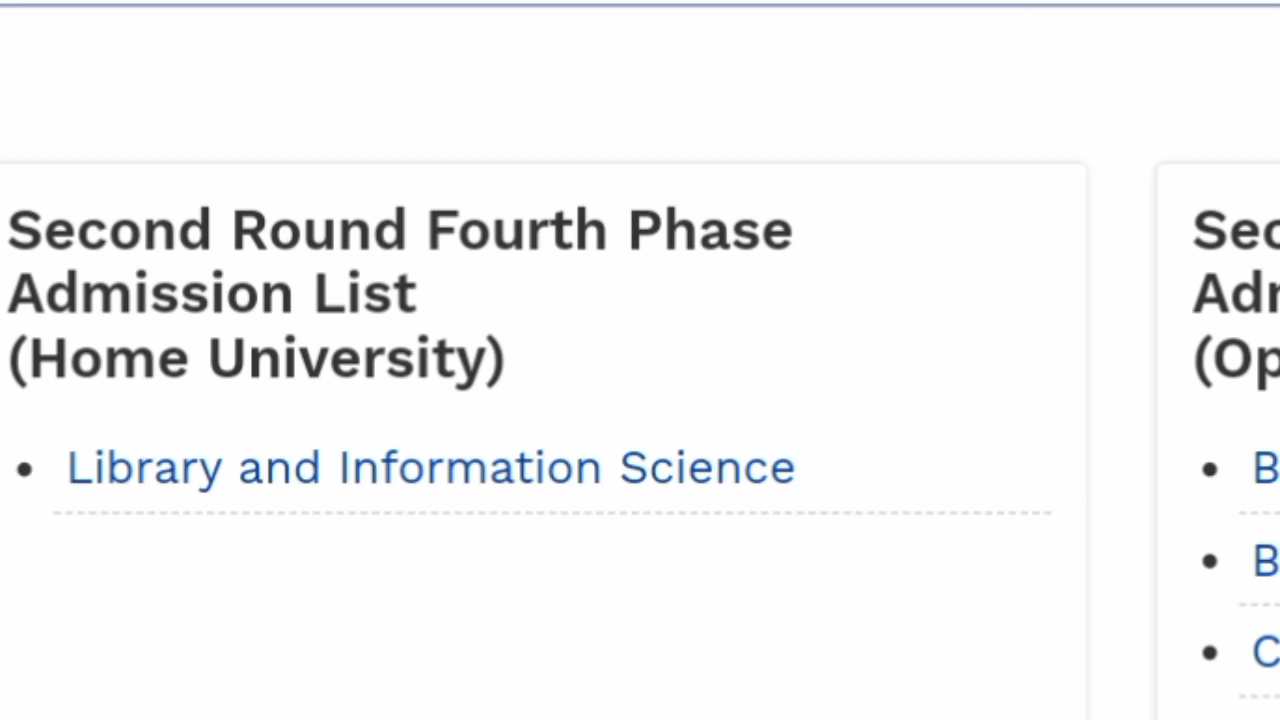 Second Round Fourth Phase
Admission List
(Home University)
• Library and Information Science